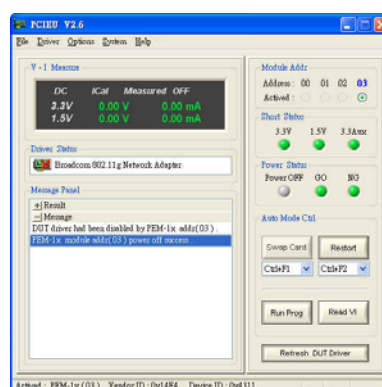 PCIEU V2.6
File Driver Options System Help
V - I Measure
DC ICal Measured OFF
3.3V 0.00 V 0.00 mA
1.5V 0.00 V 0.00 mA
Driver Status
Broadcom 802.11g Network Adapter
Message Panel
+| Result
-| Message
DUT driver had been disabled by PEM-1x addr(03) .
PEM-1x module addr(03) power off success .
Module Addr
Address : 00 01 02 03
Actived :
Short Status
3.3V 1.5V 3.3Aux
Power Status
Power OFF GO NG
Auto Mode Ctrl
Swap Card Restart
Ctrl+F1 Ctrl+F2
Run Prog Read VI
Refresh DUT Driver
Actived : PEM-1x (03) Vendor ID : 0x14E4 Device ID : 0x4311